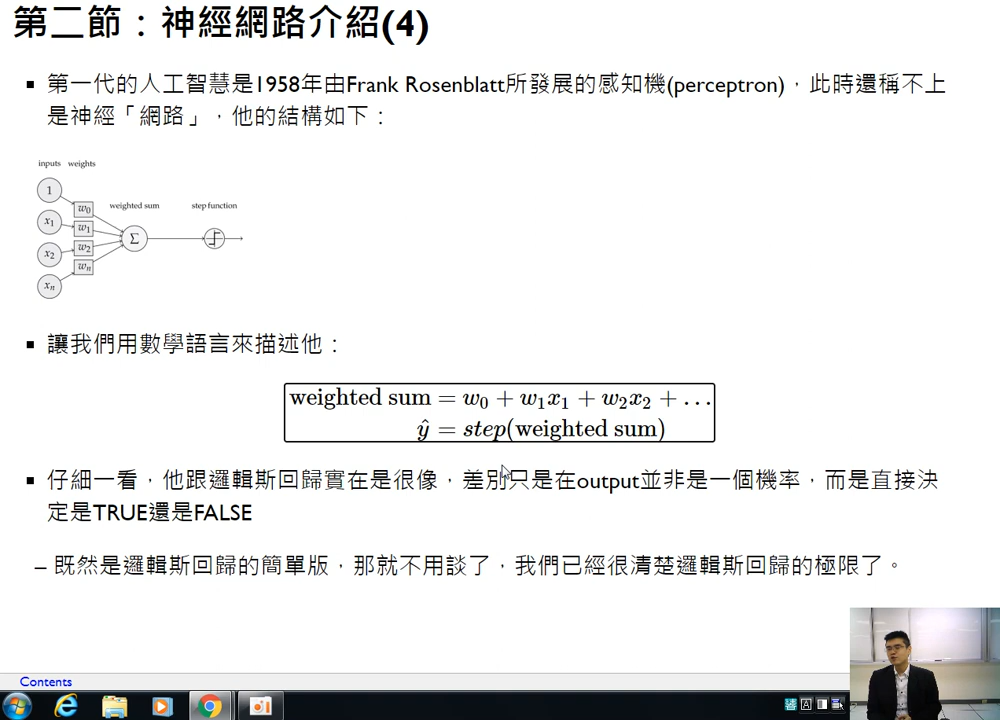 第二節：神經網路介紹(4)
▪ 第一代的人工智慧是1958年由Frank Rosenblatt所發展的感知機(perceptron)，此時還稱不上
是神經「網路」，他的結構如下：
inputs weights
1
w0
weighted sum
step function
x1
w1
Σ
x2
w2
wn
xn
▪ 讓我們用數學語言來描述他：
weighted sum = w0 + w1x1 + w2x2 + ...
ŷ = step(weighted sum)
▪ 仔細一看，他跟邏輯斯回歸實在是很像，差別只是在output並非是一個機率，而是直接決
定是TRUE還是FALSE
– 既然是邏輯斯回歸的簡單版，那就不用談了，我們已經很清楚邏輯斯回歸的極限了。
Contents